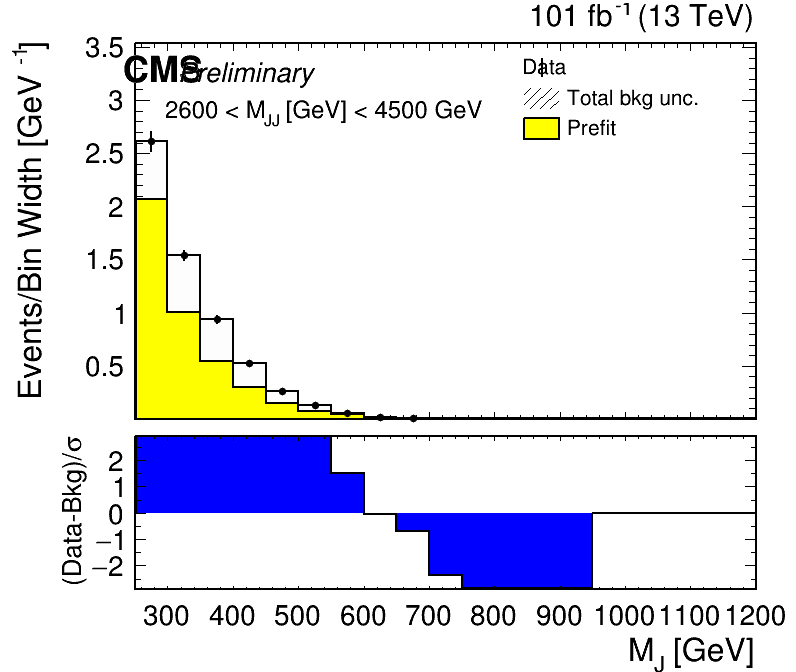 101 fb⁻¹ (13 TeV)
CMS Preliminary
2600 < M_JJ [GeV] < 4500 GeV
Data
Total bkg unc.
Prefit
Events/Bin Width [GeV⁻¹]
3.5
3
2.5
2
1.5
1
0.5
(Data-Bkg)/σ
2
1
0
−1
−2
300 400 500 600 700 800 900 1000 1100 1200
M_J [GeV]